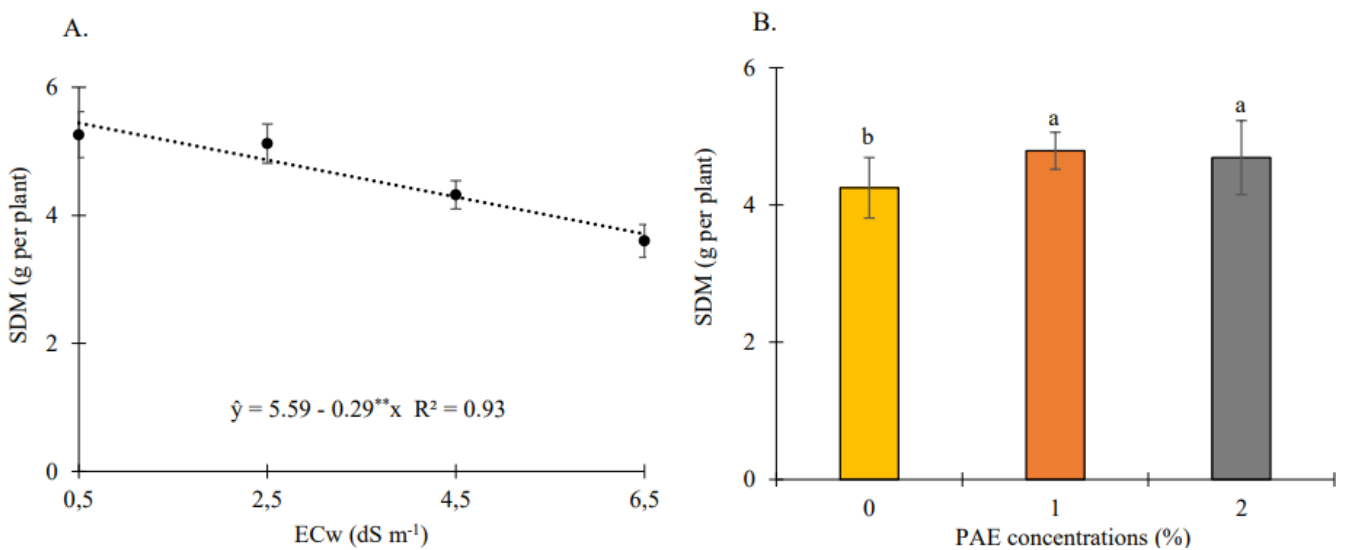 A.
SDM (g per plant)
6
4
2
0
ŷ = 5.59 - 0.29**x R² = 0.93
0,5 2,5 4,5 6,5
ECw (dS m⁻¹)
B.
SDM (g per plant)
6
4
2
0
b a a
0 1 2
PAE concentrations (%)